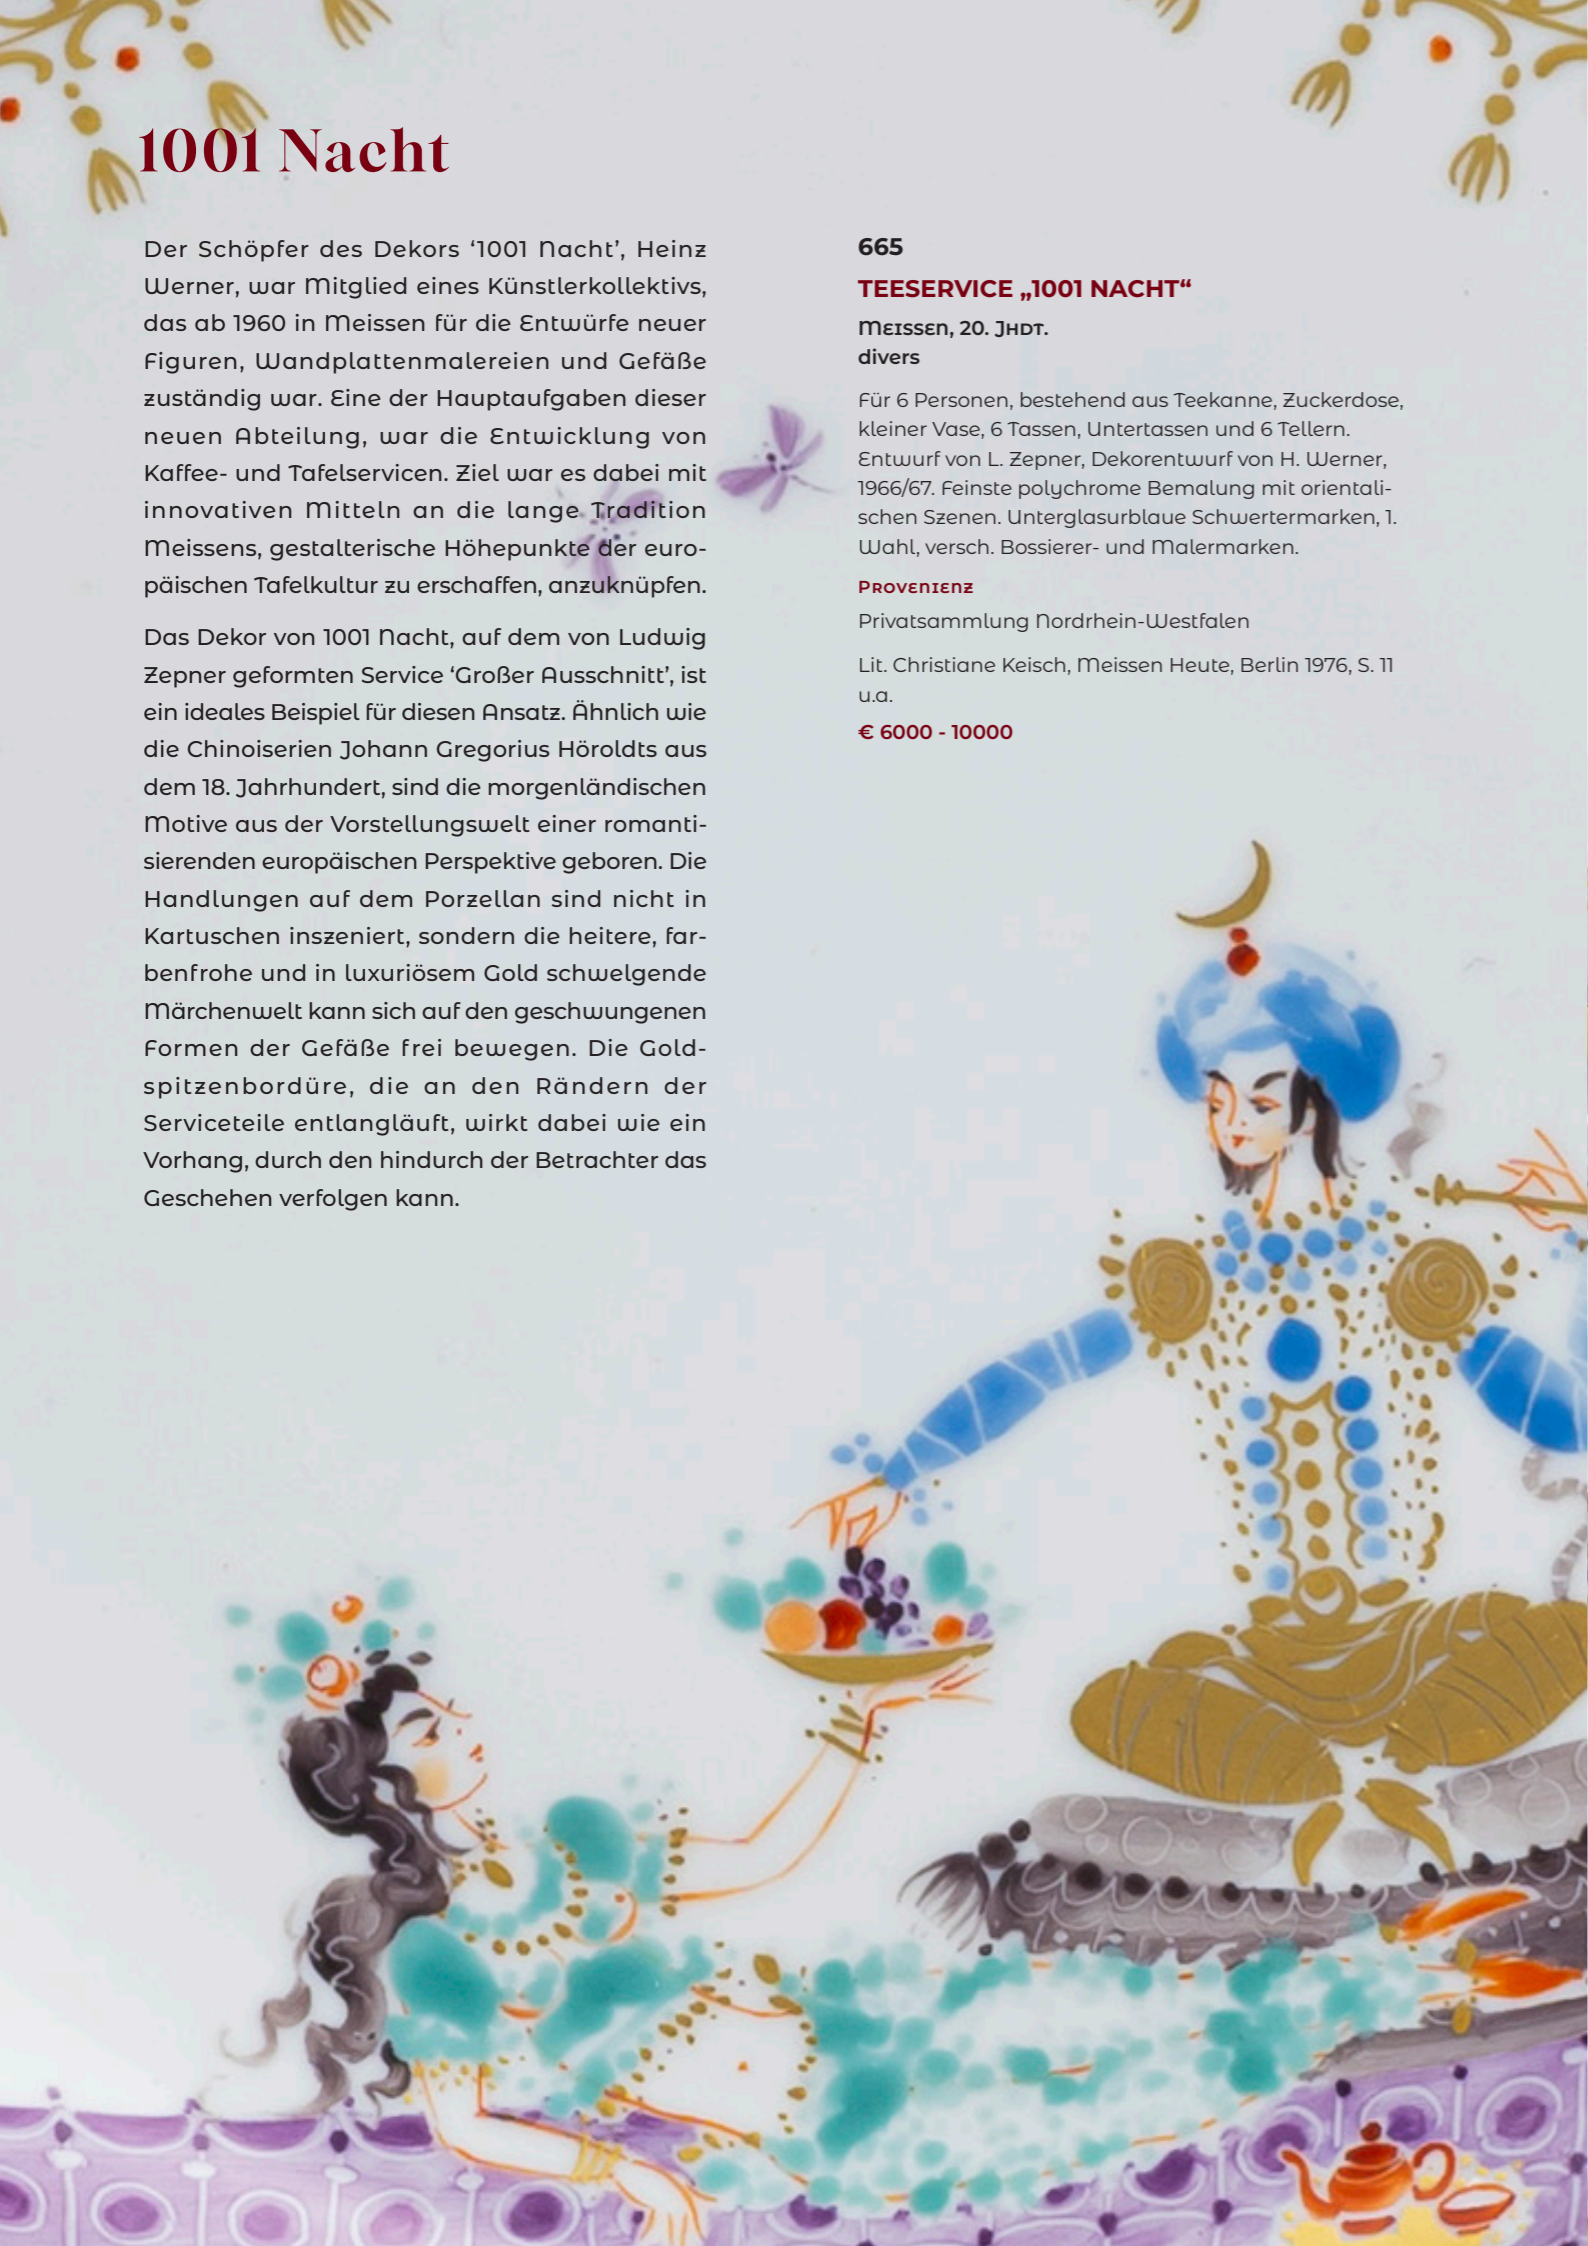 1001 Nacht
Der Schöpfer des Dekors ‘1001 Nacht’, Heinz
Werner, war Mitglied eines Künstlerkollektivs,
das ab 1960 in Meissen für die Entwürfe neuer
Figuren, Wandplattenmalereien und Gefäße
zuständig war. Eine der Hauptaufgaben dieser
neuen Abteilung, war die Entwicklung von
Kaffee- und Tafelservicen. Ziel war es dabei mit
innovativen Mitteln an die lange Tradition
Meissens, gestalterische Höhepunkte der euro-
päischen Tafelkultur zu erschaffen, anzuknüpfen.
Das Dekor von 1001 Nacht, auf dem von Ludwig
Zepner geformten Service ‘Großer Ausschnitt’, ist
ein ideales Beispiel für diesen Ansatz. Ähnlich wie
die Chinoiserien Johann Gregorius Höroldts aus
dem 18. Jahrhundert, sind die morgenländischen
Motive aus der Vorstellungswelt einer romanti-
sierenden europäischen Perspektive geboren. Die
Handlungen auf dem Porzellan sind nicht in
Kartuschen inszeniert, sondern die heitere, far-
benfrohe und in luxuriösem Gold schwelgende
Märchenwelt kann sich auf den geschwungenen
Formen der Gefäße frei bewegen. Die Gold-
spitzenbordüre, die an den Rändern der
Serviceteile entlangläuft, wirkt dabei wie ein
Vorhang, durch den hindurch der Betrachter das
Geschehen verfolgen kann.
665
TEESERVICE „1001 NACHT“
Meissen, 20. Jhdt.
divers
Für 6 Personen, bestehend aus Teekanne, Zuckerdose,
kleiner Vase, 6 Tassen, Untertassen und 6 Tellern.
Entwurf von L. Zepner, Dekorentwurf von H. Werner,
1966/67. Feinste polychrome Bemalung mit orientali-
schen Szenen. Unterglasurblaue Schwertermarken, 1.
Wahl, versch. Bossierer- und Malermarken.
Provenienz
Privatsammlung Nordrhein-Westfalen
Lit. Christiane Keisch, Meissen Heute, Berlin 1976, S. 11
u.a.
€ 6000 - 10000